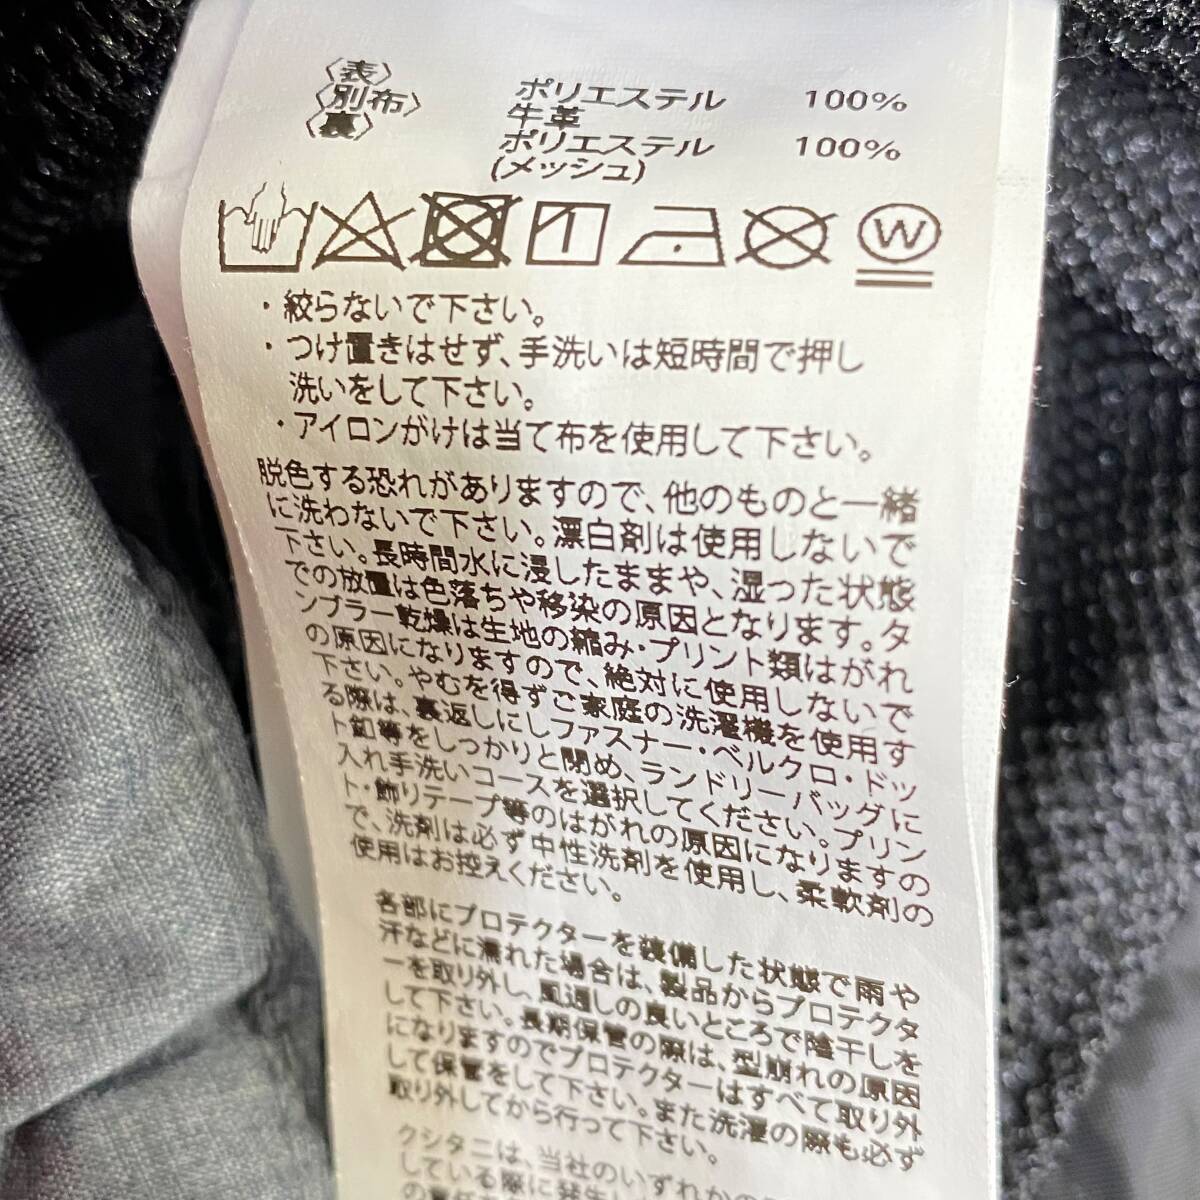 〈表〉 ポリエステル 100%
〈別布〉 牛革
〈裏〉 ポリエステル 100%
(メッシュ)
W
・絞らないで下さい。
・つけ置きはせず、手洗いは短時間で押し
洗いをして下さい。
・アイロンがけは当て布を使用して下さい。
脱色する恐れがありますので、他のものと一緒
に洗わないで下さい。漂白剤は使用しないで
下さい。長時間水に浸したままや、湿った状態
での放置は色落ちや移染の原因となります。タ
ンブラー乾燥は生地の縮み・プリント類はがれ
の原因になりますので、絶対に使用しないで
下さい。やむを得ずご家庭の洗濯機を使用す
る際は、裏返しにしファスナー・ベルクロ・ドッ
ト釦等をしっかりと閉め、ランドリーバッグに
入れ手洗いコースを選択してください。プリン
ト・飾りテープ等のはがれの原因になりますの
で、洗剤は必ず中性洗剤を使用し、柔軟剤の
使用はお控えください。
各部にプロテクターを装備した状態で雨や
汗などに濡れた場合は、製品からプロテクタ
ーを取り外し、風通しの良いところで陰干しを
して下さい。長期保管の際は、型崩れの原因
になりますのでプロテクターはすべて取り外
して保管をして下さい。また洗濯の際も必ず
取り外してから行って下さい。
クシタニは、当社のいずれかの
している際に発生し
の責任